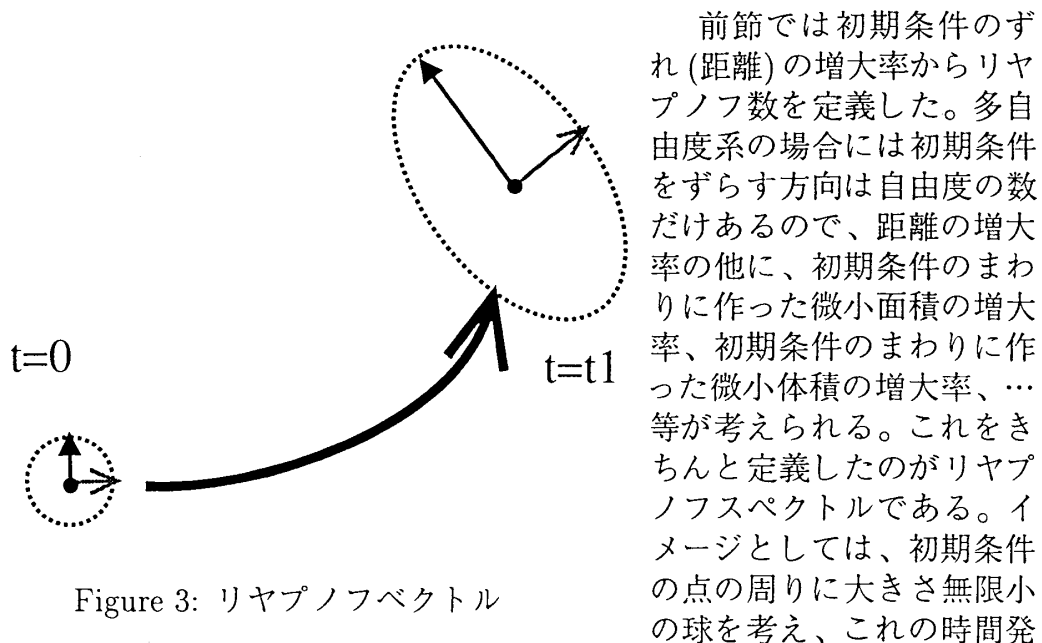 t=0
t=t1
Figure 3: リヤプノフベクトル
前節では初期条件のず
れ(距離)の増大率からリヤ
プノフ数を定義した。多自
由度系の場合には初期条件
をずらす方向は自由度の数
だけあるので、距離の増大
率の他に、初期条件のまわ
りに作った微小面積の増大
率、初期条件のまわりに作
った微小体積の増大率、…
等が考えられる。これをき
ちんと定義したのがリヤプ
ノフスペクトルである。イ
メージとしては、初期条件
の点の周りに大きさ無限小
の球を考え、これの時間発